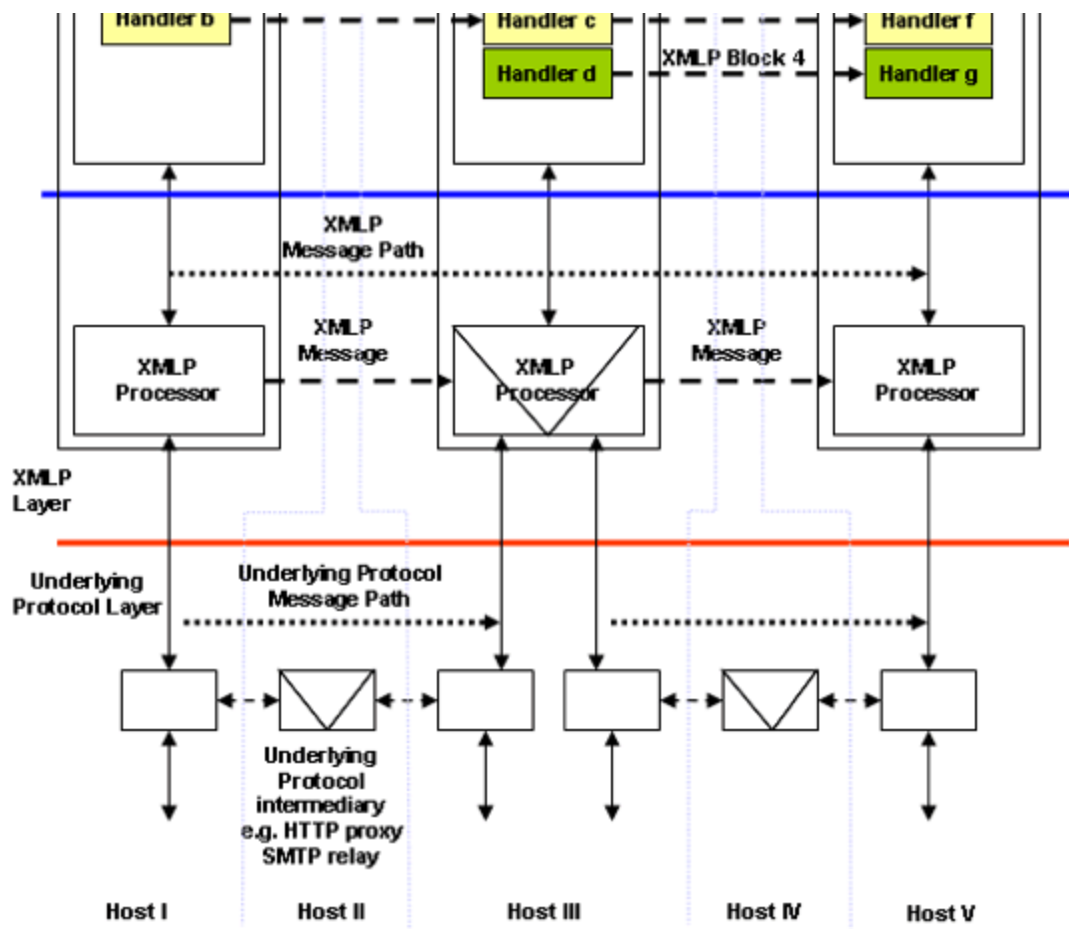 Handler b
Handler c
Handler f
XMLP Block 4
Handler d
Handler g
XMLP
Message Path
XMLP
Message
XMLP
Message
XMLP
Processor
XMLP
Processor
XMLP
Processor
XMLP
Layer
Underlying
Protocol Layer
Underlying Protocol
Message Path
Underlying
Protocol
intermediary
e.g. HTTP proxy
SMTP relay
Host I
Host II
Host III
Host IV
Host V